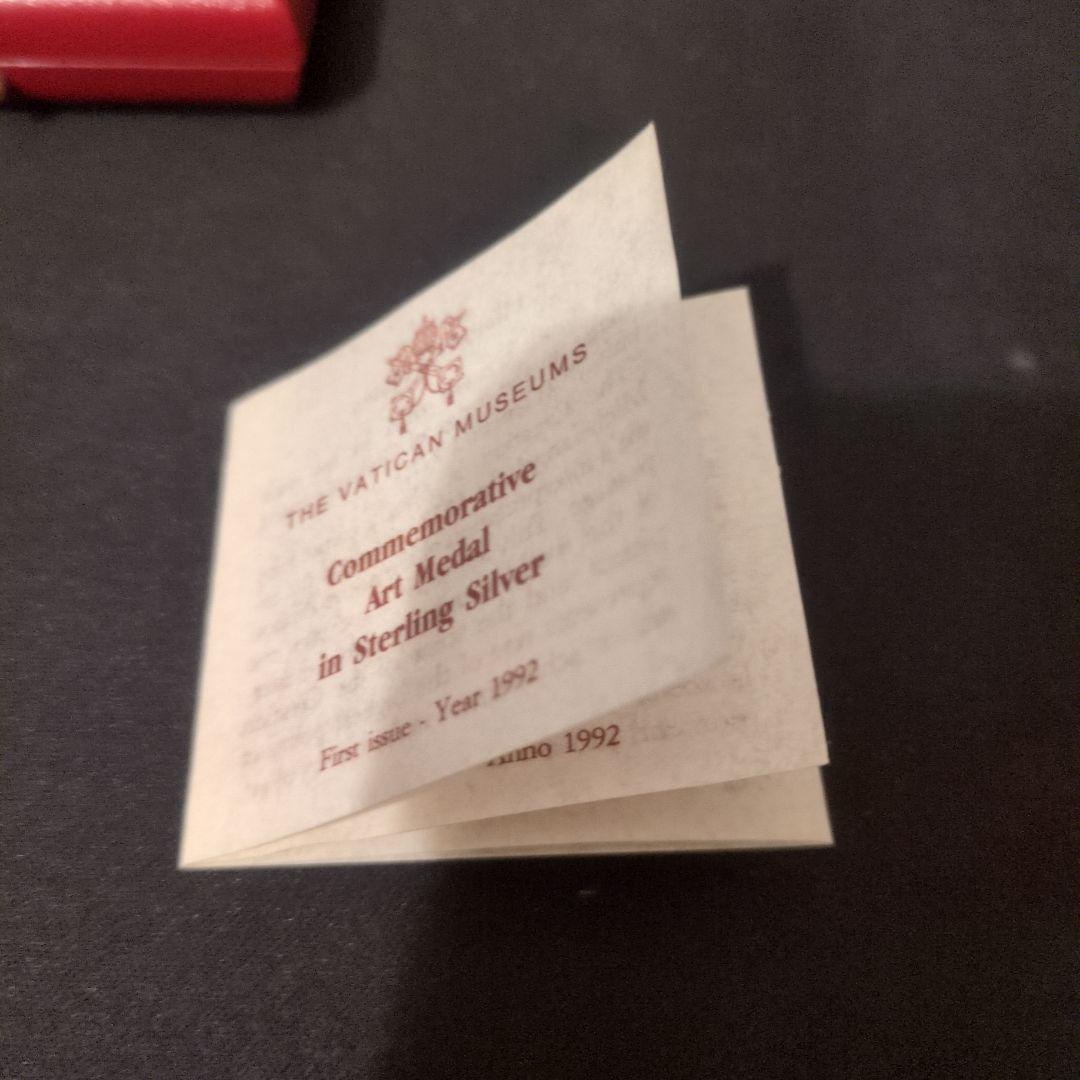 THE VATICAN MUSEUMS
Commemorative
Art Medal
in Sterling Silver
First issue - Year 1992
Anno 1992